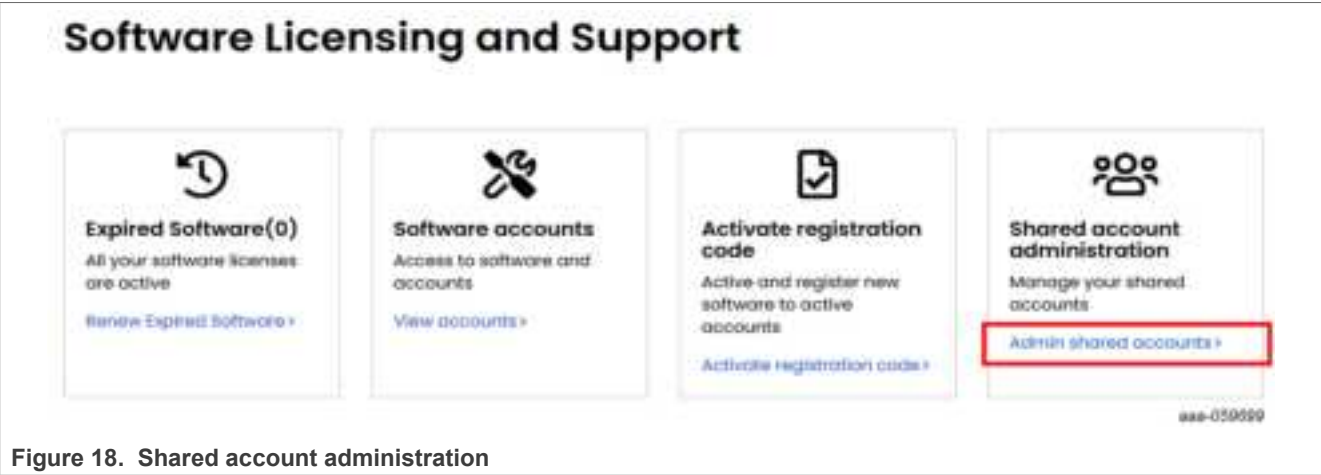 Software Licensing and Support
Expired Software(0)
All your software licenses
are active
Renew Expired Software >
Software accounts
Access to software and
accounts
View accounts >
Activate registration
code
Active and register new
software to active
accounts
Activate registration code >
Shared account
administration
Manage your shared
accounts
Admin shared accounts >
aaa-059699
Figure 18. Shared account administration